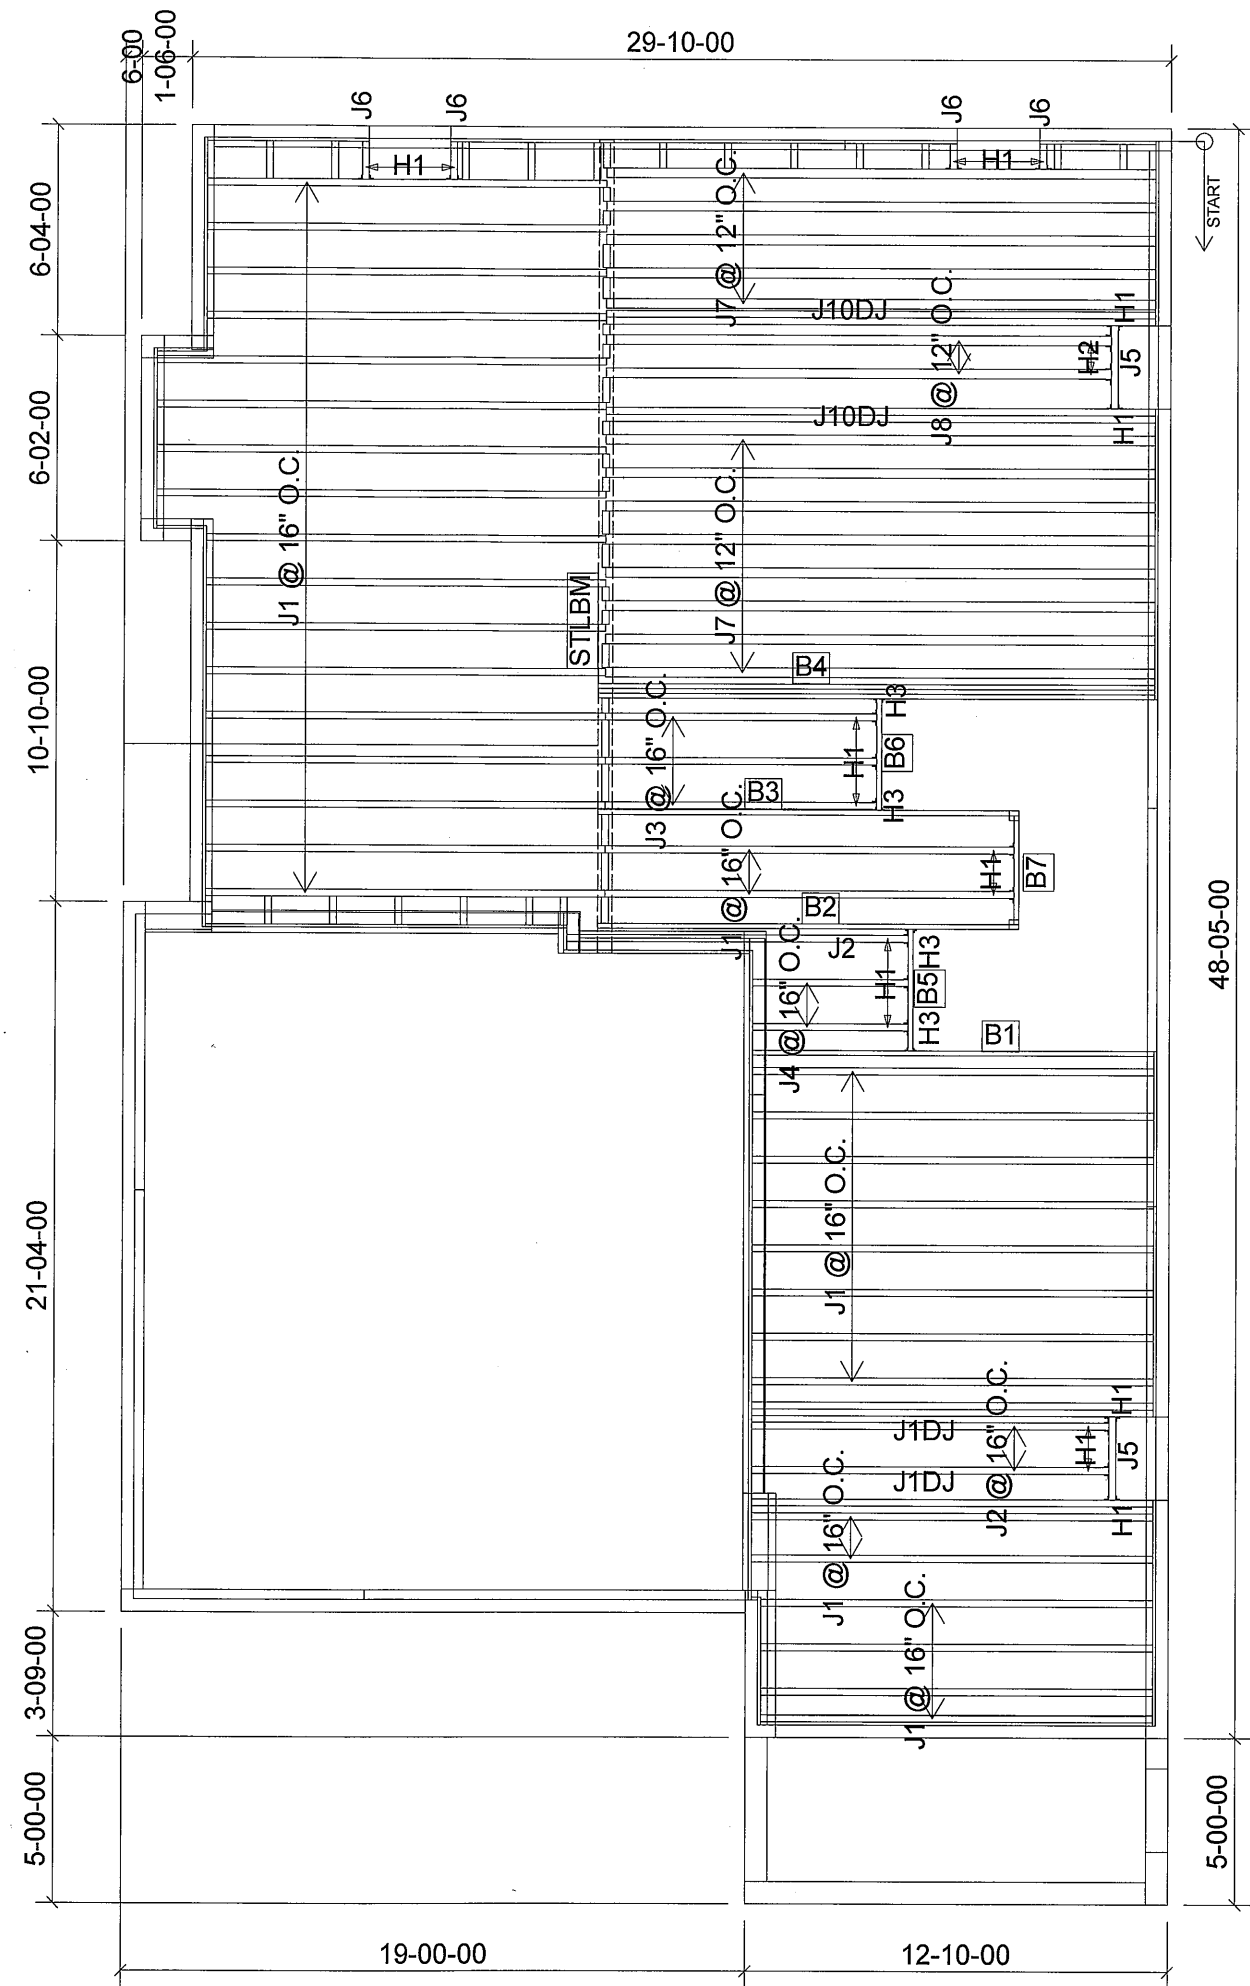 29-10-00
6-00
1-06-00
J6
J6
J6
J6
H1
H1
START
6-04-00
J7 @ 12" O.C.
J10DJ
H1
J8 @ 12" O.C.
H2
J5
J10DJ
H1
6-02-00
J1 @ 16" O.C.
J7 @ 12" O.C.
STLBM
B4
10-10-00
J3 @ 16" O.C.
H3
H1
B6
B3
H3
J1 @ 16" O.C.
H1
B7
B2
J2
H3
H1
B5
J4 @ 16" O.C.
H3
B1
48-05-00
21-04-00
J1 @ 16" O.C.
H1
J1DJ
J2 @ 16" O.C.
H1
J5
J1DJ
H1
J1 @ 16" O.C.
J1 @ 16" O.C.
3-09-00
5-00-00
5-00-00
19-00-00
12-10-00